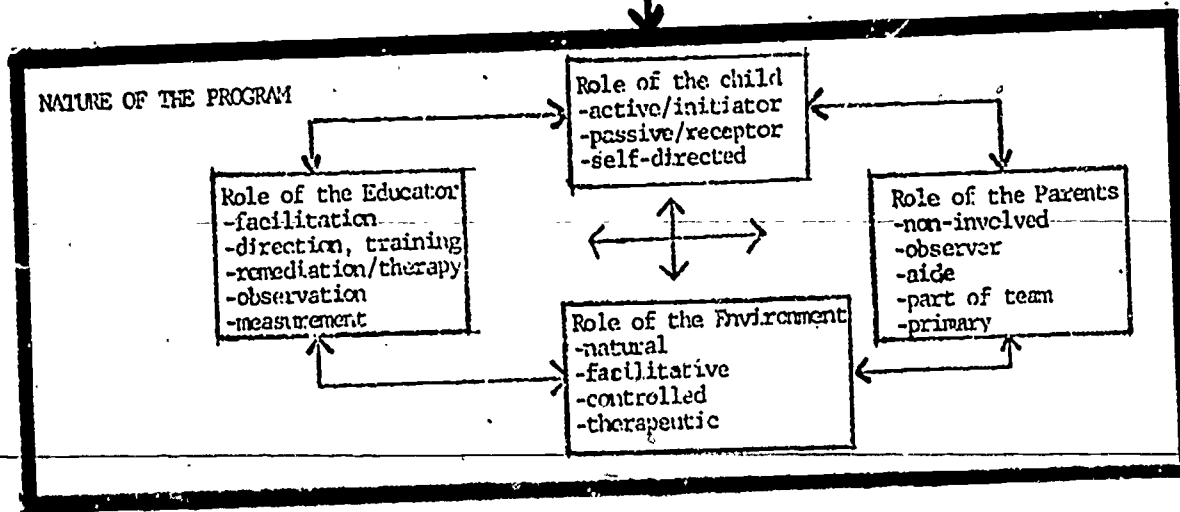 NATURE OF THE PROGRAM
Role of the child
-active/initiator
-passive/receptor
-self-directed
Role of the Educator
-facilitation
-direction, training
-remediation/therapy
-observation
-measurement
Role of the Parents
-non-involved
-observer
-aide
-part of team
-primary
Role of the Environment
-natural
-facilitative
-controlled
-therapeutic